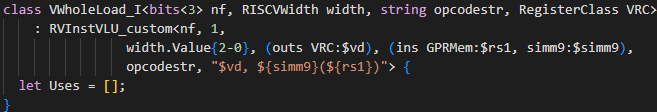 class VWholeLoad_I<bits<3> nf, RISCVWidth width, string opcodestr, RegisterClass VRC>
    : RVInstVLU_custom<nf, 1,
                  width.Value{2-0}, (outs VRC:$vd), (ins GPRMem:$rs1, simm9:$simm9),
                  opcodestr, "$vd, ${simm9}(${rs1})"> {
  let Uses = [];
}